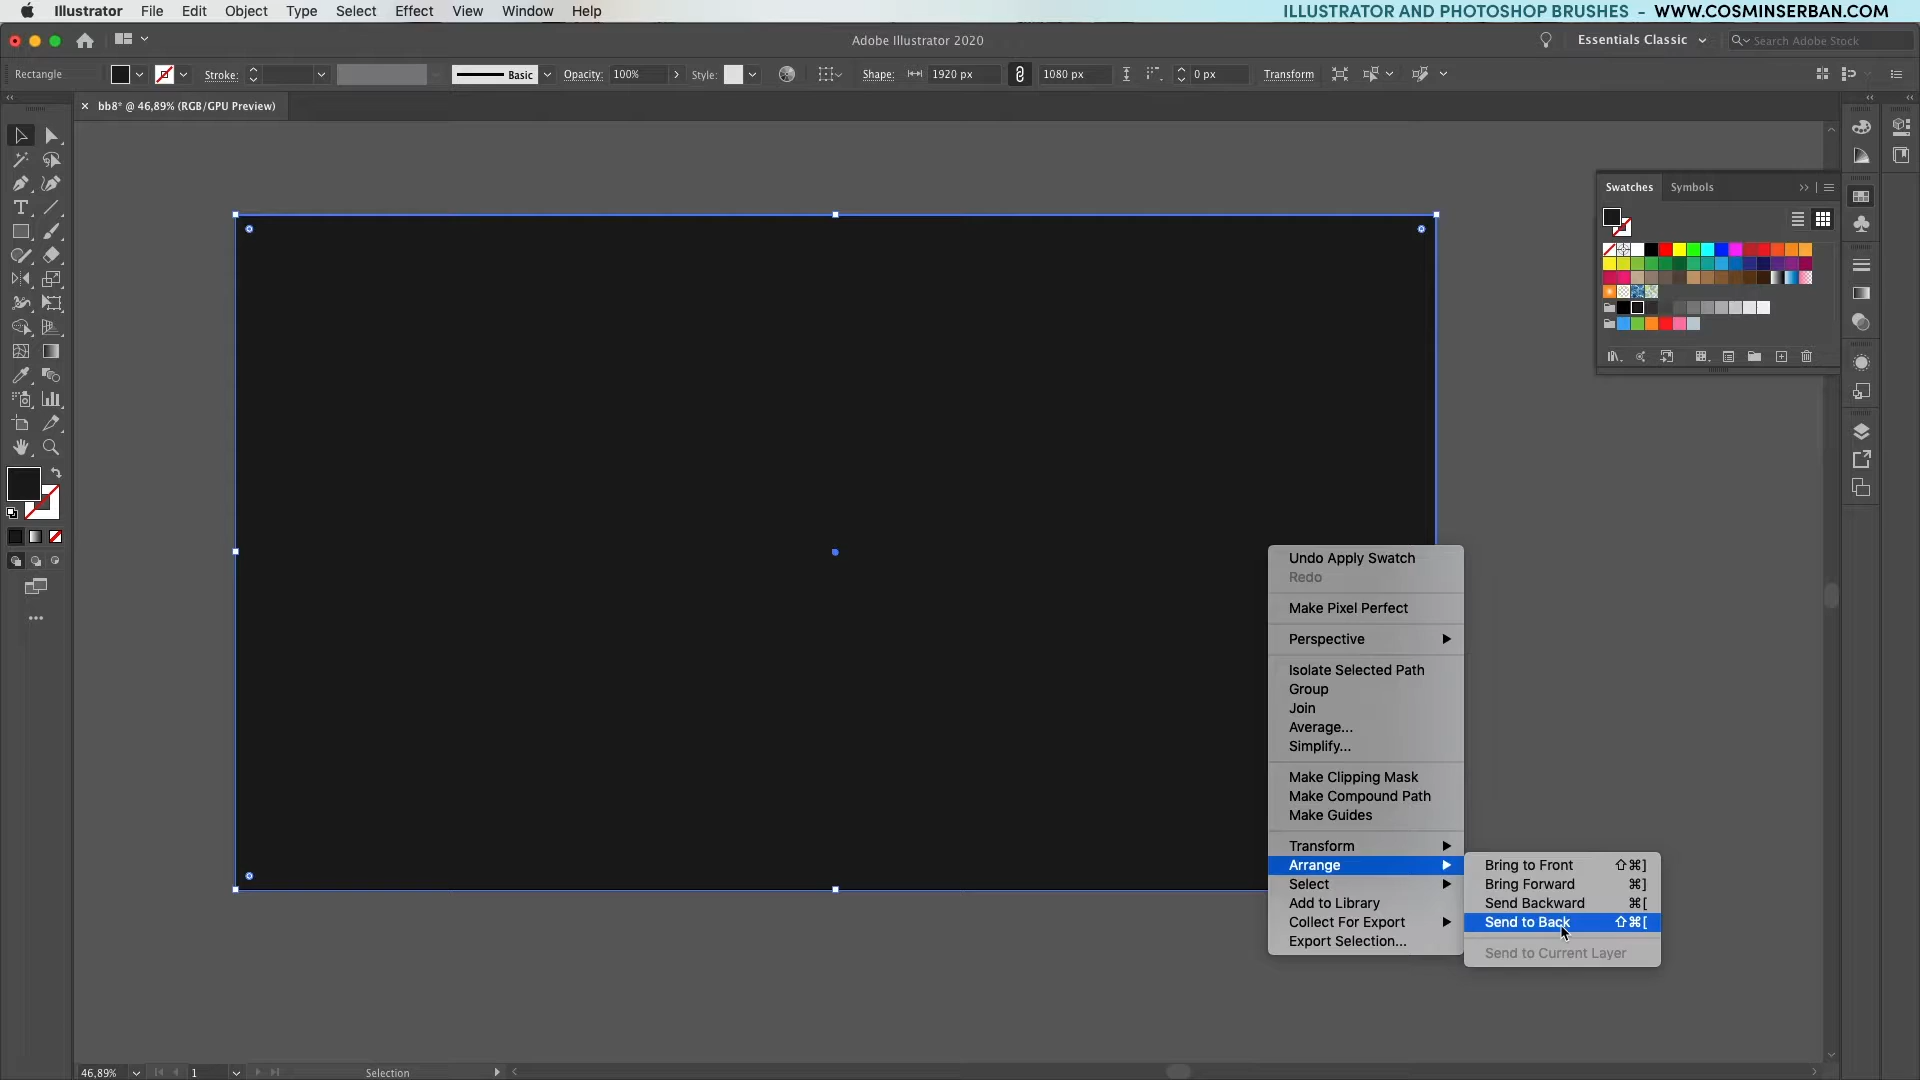 Illustrator File Edit Object Type Select Effect View Window Help
ILLUSTRATOR AND PHOTOSHOP BRUSHES - WWW.COSMINSERBAN.COM
Adobe Illustrator 2020
Essentials Classic
Search Adobe Stock
Rectangle
Stroke:
Basic
Opacity: 100%
Style:
Shape: 1920 px 1080 px 0 px
Transform
× bb8* @ 46,89% (RGB/GPU Preview)
Swatches Symbols
Undo Apply Swatch
Redo
Make Pixel Perfect
Perspective
Isolate Selected Path
Group
Join
Average...
Simplify...
Make Clipping Mask
Make Compound Path
Make Guides
Transform
Arrange
Select
Add to Library
Collect For Export
Export Selection...
Bring to Front ⇧⌘]
Bring Forward ⌘]
Send Backward ⌘[
Send to Back ⇧⌘[
Send to Current Layer
46,89% 1 Selection